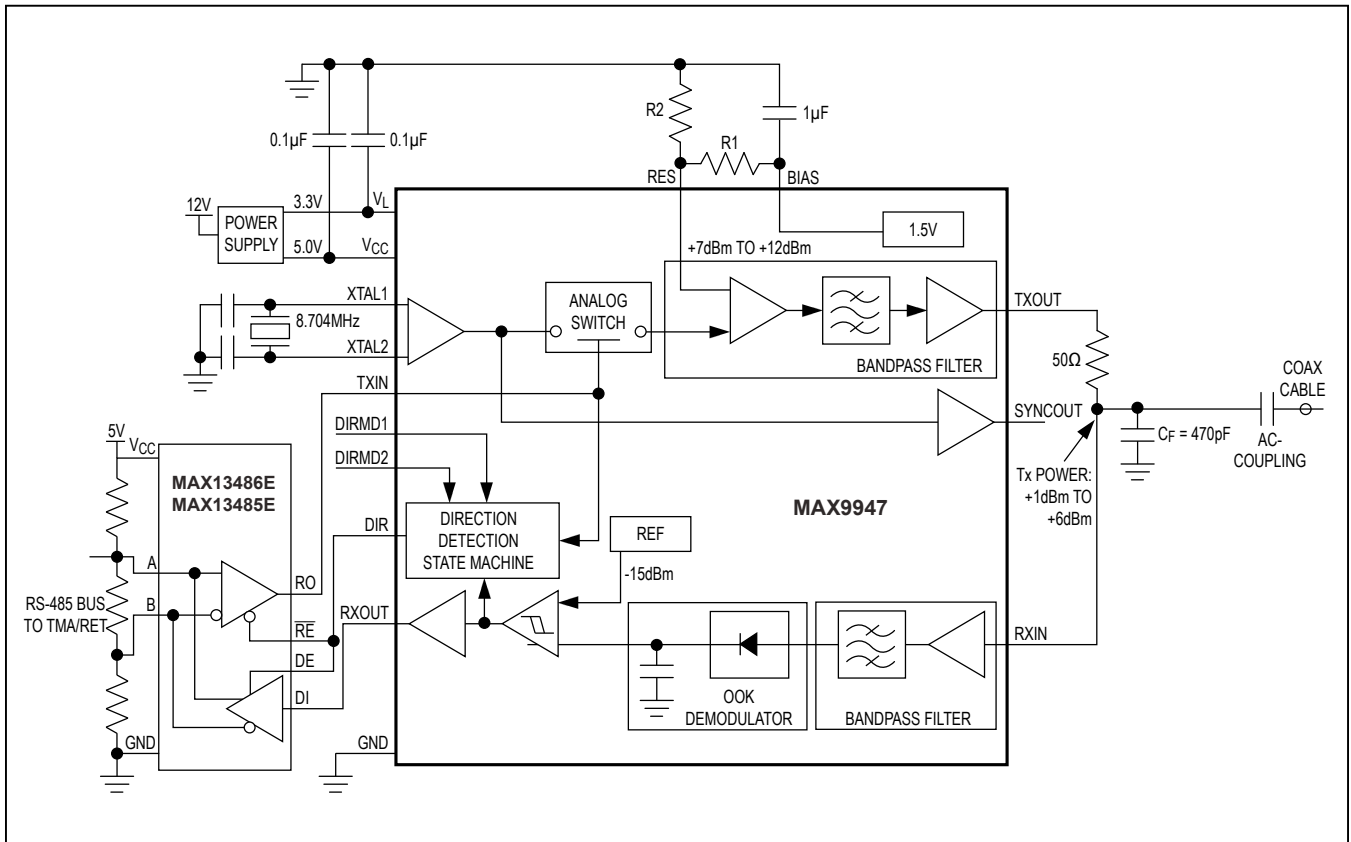 R2
1µF
0.1µF
0.1µF
R1
RES
BIAS
12V
POWER
SUPPLY
3.3V
VL
5.0V
VCC
1.5V
+7dBm TO +12dBm
XTAL1
8.704MHz
XTAL2
ANALOG
SWITCH
BANDPASS FILTER
TXOUT
50Ω
COAX
CABLE
TXIN
SYNCOUT
CF = 470pF
AC-
COUPLING
Tx POWER:
+1dBm TO
+6dBm
DIRMD1
DIRMD2
5V
VCC
MAX13486E
MAX13485E
MAX9947
DIR
DIRECTION
DETECTION
STATE MACHINE
REF
-15dBm
A
B
RO
RS-485 BUS
TO TMA/RET
RE
DE
DI
RXOUT
RXIN
OOK
DEMODULATOR
BANDPASS FILTER
GND
GND